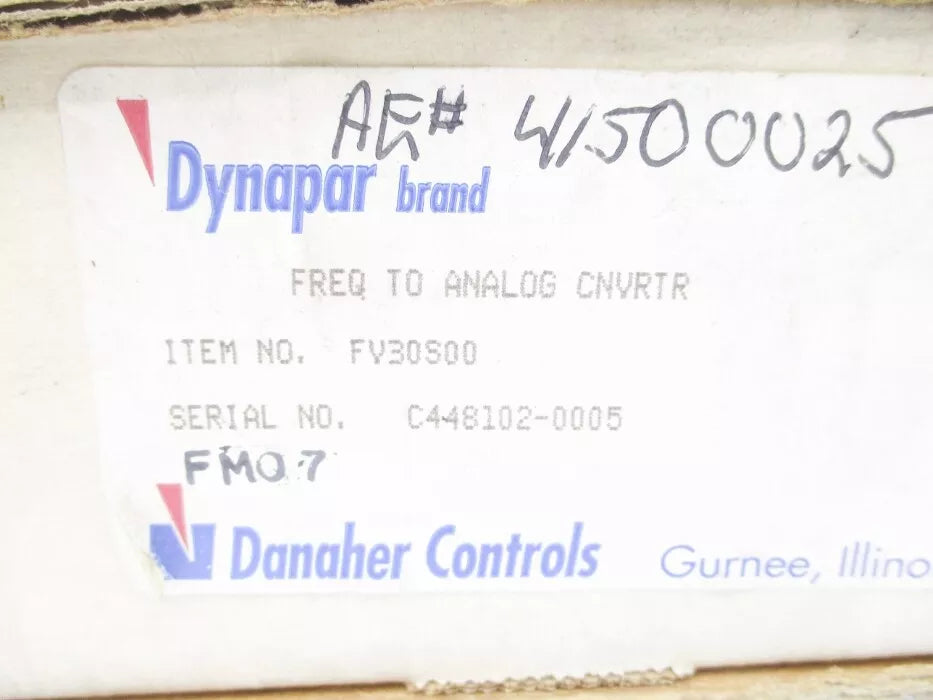 AE# 41500025
Dynapar brand
FREQ TO ANALOG CNVRTR
ITEM NO. FV30S00
SERIAL NO. C448102-0005
FM07
Danaher Controls Gurnee, Illino